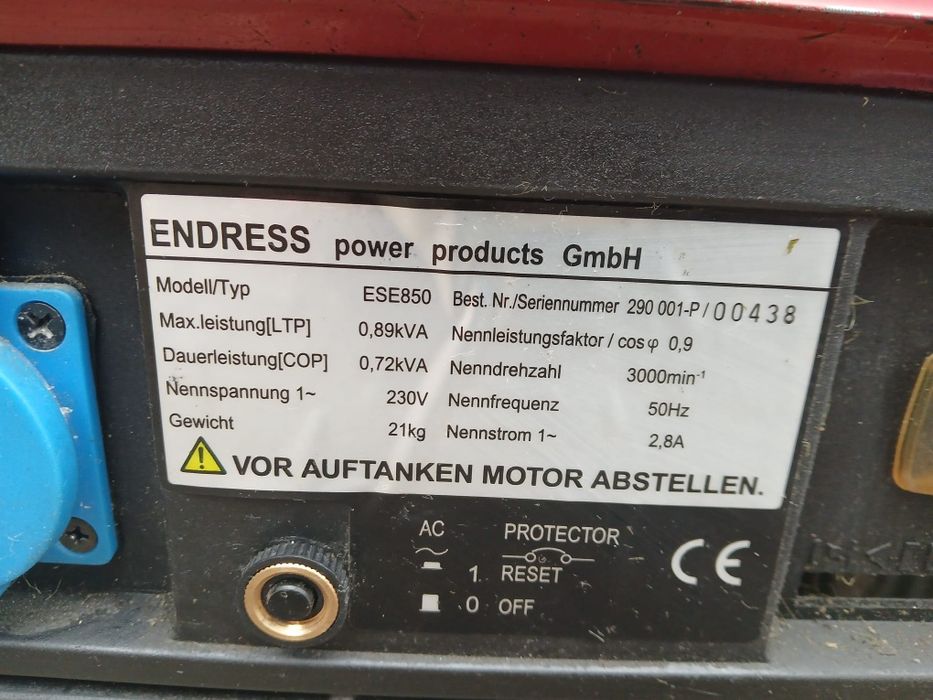 ENDRESS power products GmbH
Modell/Typ ESE850 Best. Nr./Seriennummer 290 001-P/00438
Max.leistung[LTP] 0,89kVA Nennleistungsfaktor / cosφ 0,9
Dauerleistung[COP] 0,72kVA Nenndrehzahl 3000min⁻¹
Nennspannung 1~ 230V Nennfrequenz 50Hz
Gewicht 21kg Nennstrom 1~ 2,8A
VOR AUFTANKEN MOTOR ABSTELLEN.
AC PROTECTOR
1 RESET
0 OFF
CE